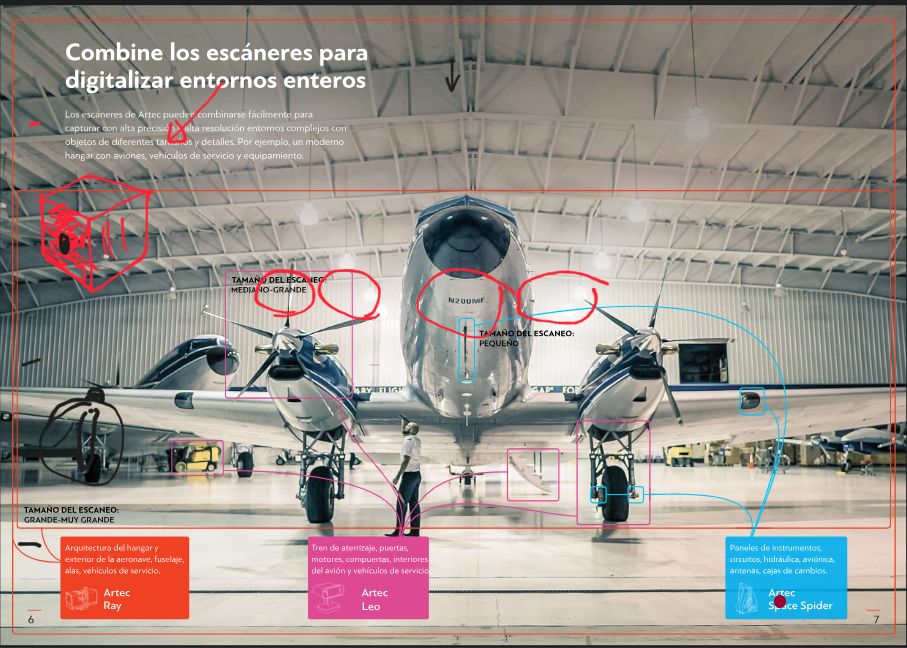 Combine los escáneres para
digitalizar entornos enteros
Los escáneres de Artec pueden combinarse fácilmente para
capturar con alta precisión y alta resolución entornos complejos con
objetos de diferentes tamaños y detalles. Por ejemplo, un moderno
hangar con aviones, vehículos de servicio y equipamiento.
TAMAÑO DEL ESCANEO:
MEDIANO-GRANDE
N200MF
TAMAÑO DEL ESCANEO:
PEQUEÑO
TAMAÑO DEL ESCANEO:
GRANDE-MUY GRANDE
Arquitectura del hangar y
exterior de la aeronave, fuselaje,
alas, vehículos de servicio.
Artec
Ray
Tren de aterrizaje, puertas,
motores, compuertas, interiores
del avión y vehículos de servicio
Artec
Leo
Paneles de instrumentos,
circuitos, hidráulica, aviónica,
antenas, cajas de cambios.
Artec
Space Spider
6
7